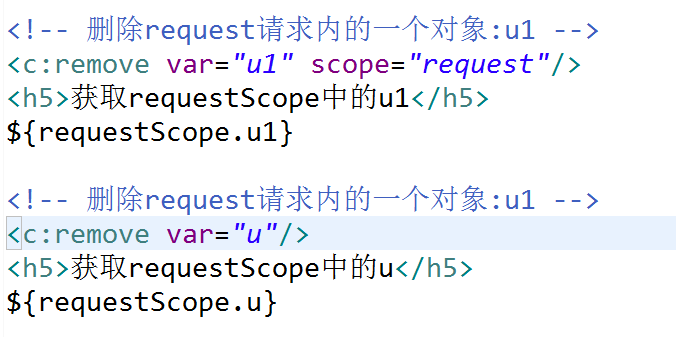 <!-- 删除request请求内的一个对象:u1 -->
<c:remove var="u1" scope="request"/>
<h5>获取requestScope中的u1</h5>
${requestScope.u1}
<!-- 删除request请求内的一个对象:u1 -->
<c:remove var="u"/>
<h5>获取requestScope中的u</h5>
${requestScope.u}